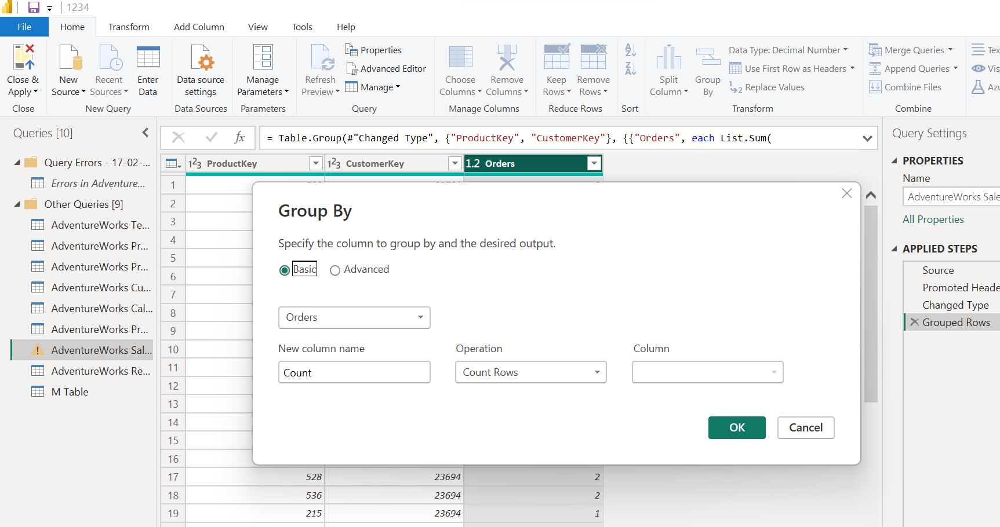 1234
File Home Transform Add Column View Tools Help
Close & Apply
New Source
Recent Sources
Enter Data
Data source settings
Manage Parameters
Refresh Preview
Properties
Advanced Editor
Manage
Choose Columns
Remove Columns
Keep Rows
Remove Rows
Split Column
Group By
Data Type: Decimal Number
Use First Row as Headers
Replace Values
Merge Queries
Append Queries
Combine Files
Tex
Vis
Azu
Close
New Query
Data Sources
Parameters
Query
Manage Columns
Reduce Rows
Sort
Transform
Combine
Queries [10]
Query Errors - 17-02-...
Errors in Adventure...
Other Queries [9]
AdventureWorks Te...
AdventureWorks Pr...
AdventureWorks Pr...
AdventureWorks Cu...
AdventureWorks Cal...
AdventureWorks Pr...
AdventureWorks Sal...
AdventureWorks Re...
M Table
fx
= Table.Group(#"Changed Type", {"ProductKey", "CustomerKey"}, {{"Orders", each List.Sum(
123 ProductKey
123 CustomerKey
1.2 Orders
1
2
3
4
5
6
7
8
9
10
11
12
13
14
15
16
17 528 23694 2
18 536 23694 2
19 215 23694 1
Group By
Specify the column to group by and the desired output.
Basic Advanced
Orders
New column name Operation Column
Count Count Rows
OK Cancel
Query Settings
PROPERTIES
Name
AdventureWorks Sale
All Properties
APPLIED STEPS
Source
Promoted Heade
Changed Type
Grouped Rows